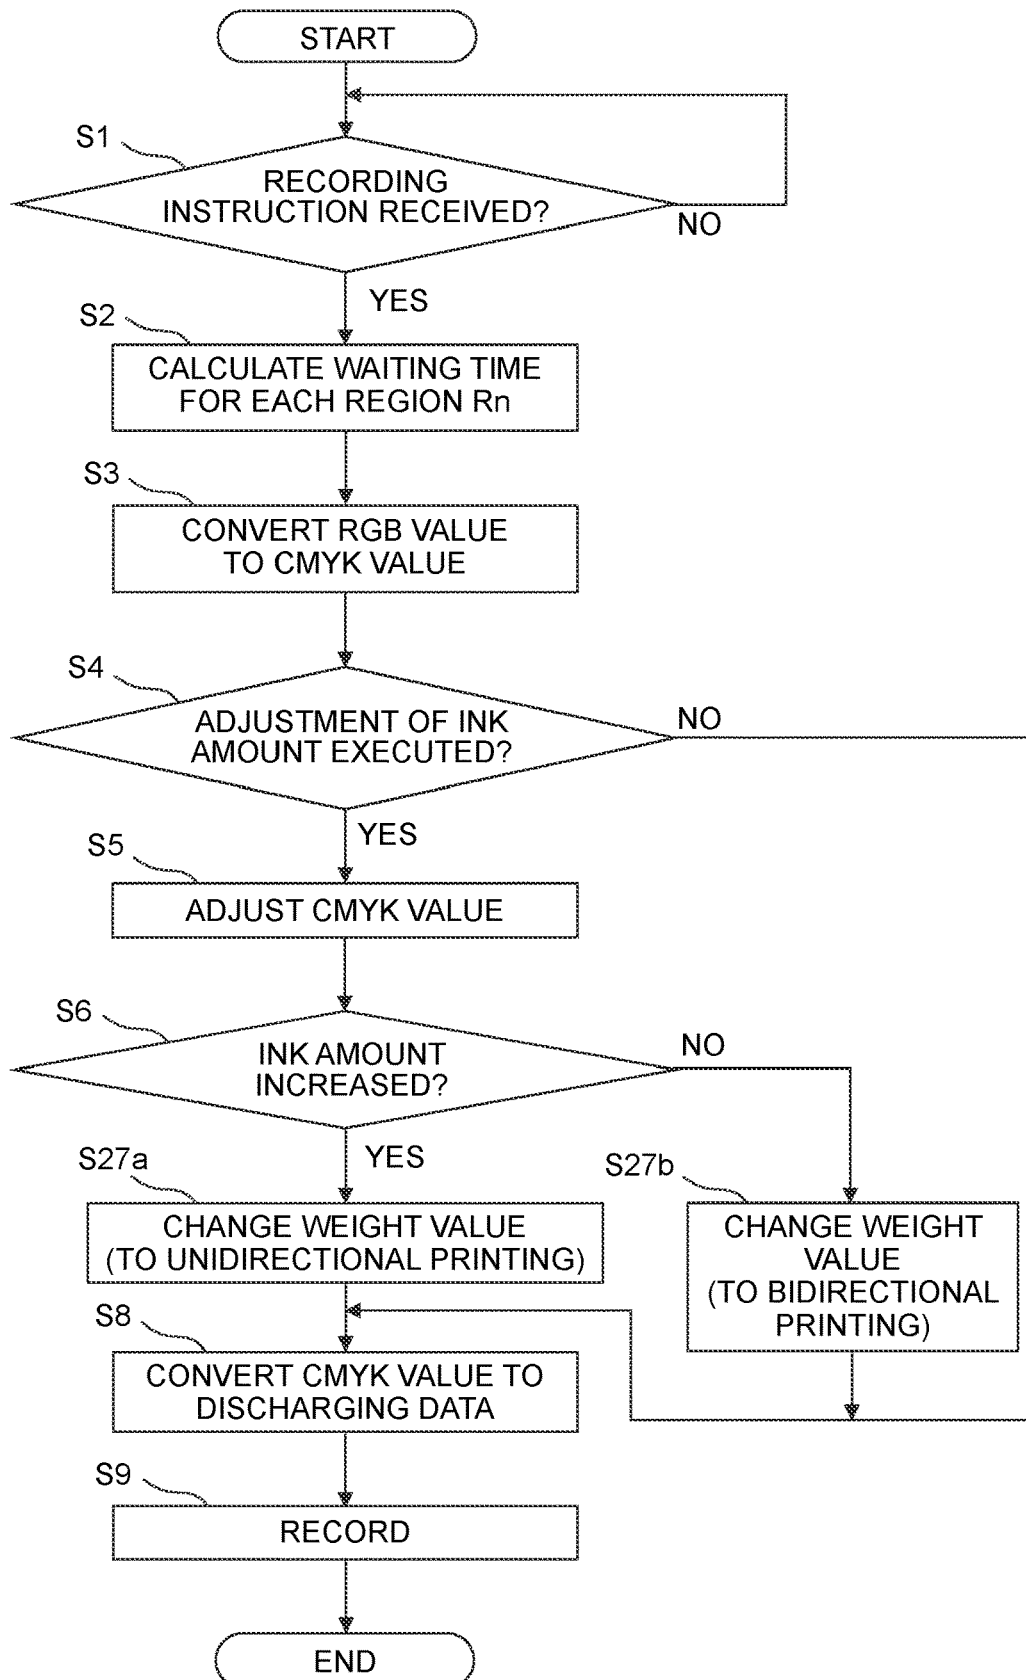 START
S1
RECORDING
INSTRUCTION RECEIVED?
NO
YES
S2
CALCULATE WAITING TIME
FOR EACH REGION Rn
S3
CONVERT RGB VALUE
TO CMYK VALUE
S4
ADJUSTMENT OF INK
AMOUNT EXECUTED?
NO
YES
S5
ADJUST CMYK VALUE
S6
INK AMOUNT
INCREASED?
NO
YES
S27a
CHANGE WEIGHT VALUE
(TO UNIDIRECTIONAL PRINTING)
S27b
CHANGE WEIGHT
VALUE
(TO BIDIRECTIONAL
PRINTING)
S8
CONVERT CMYK VALUE TO
DISCHARGING DATA
S9
RECORD
END